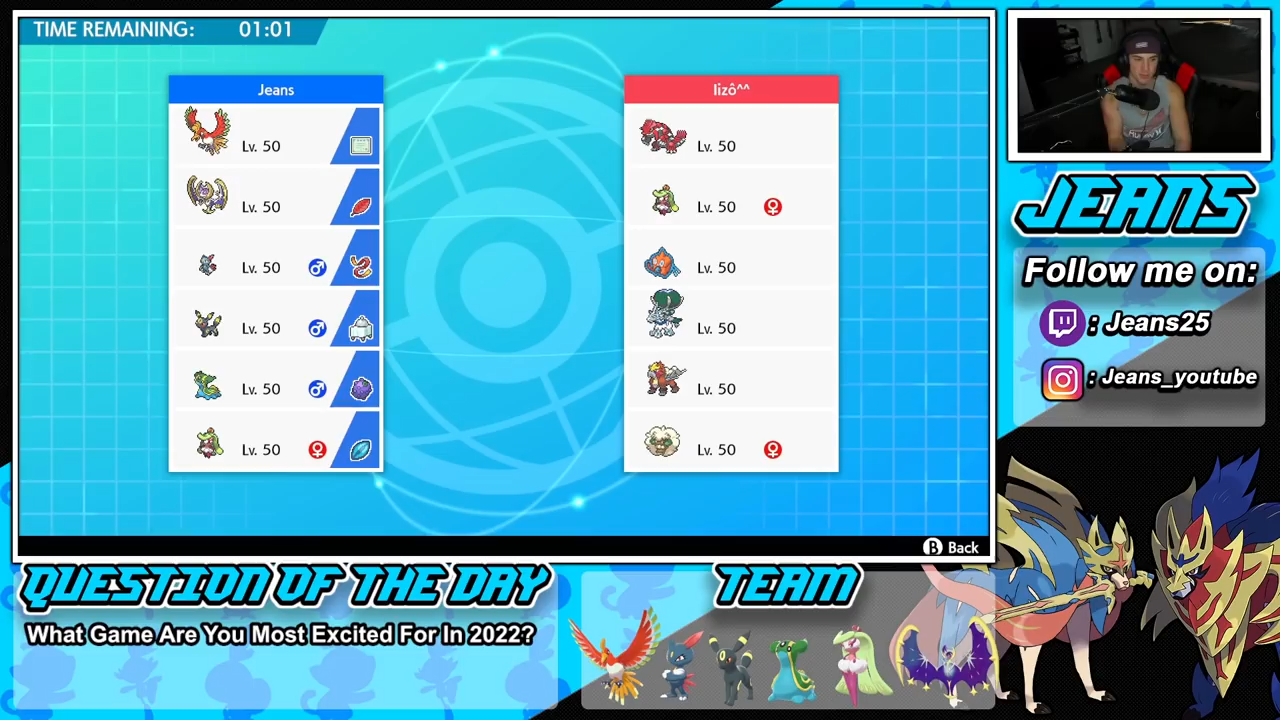 TIME REMAINING: 01:01
Jeans
Lv. 50
Lv. 50
Lv. 50
Lv. 50
Lv. 50
Lv. 50
lizô^^
Lv. 50
Lv. 50
Lv. 50
Lv. 50
Lv. 50
Lv. 50
B Back
JEANS
Follow me on:
: Jeans25
: Jeans_youtube
QUESTION OF THE DAY
What Game Are You Most Excited For In 2022?
TEAM